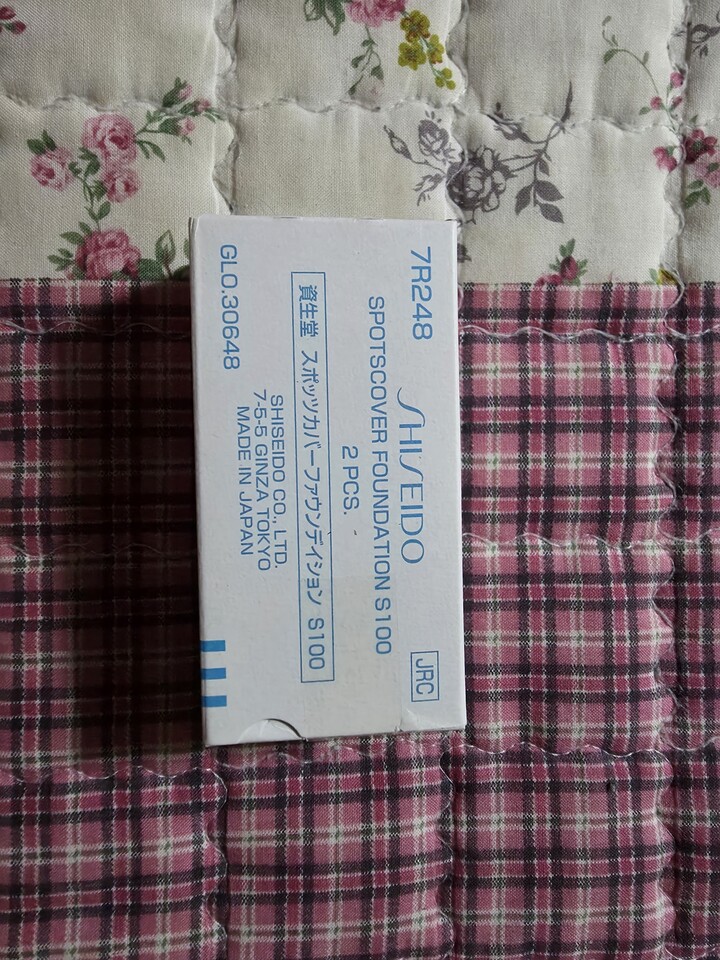 7R248
SHISEIDO
JRC
SPOTSCOVER FOUNDATION S100
2 PCS.
資生堂 スポッツカバーファウンデイション S100
SHISEIDO CO., LTD.
7-5-5 GINZA, TOKYO
MADE IN JAPAN
GLO.30648